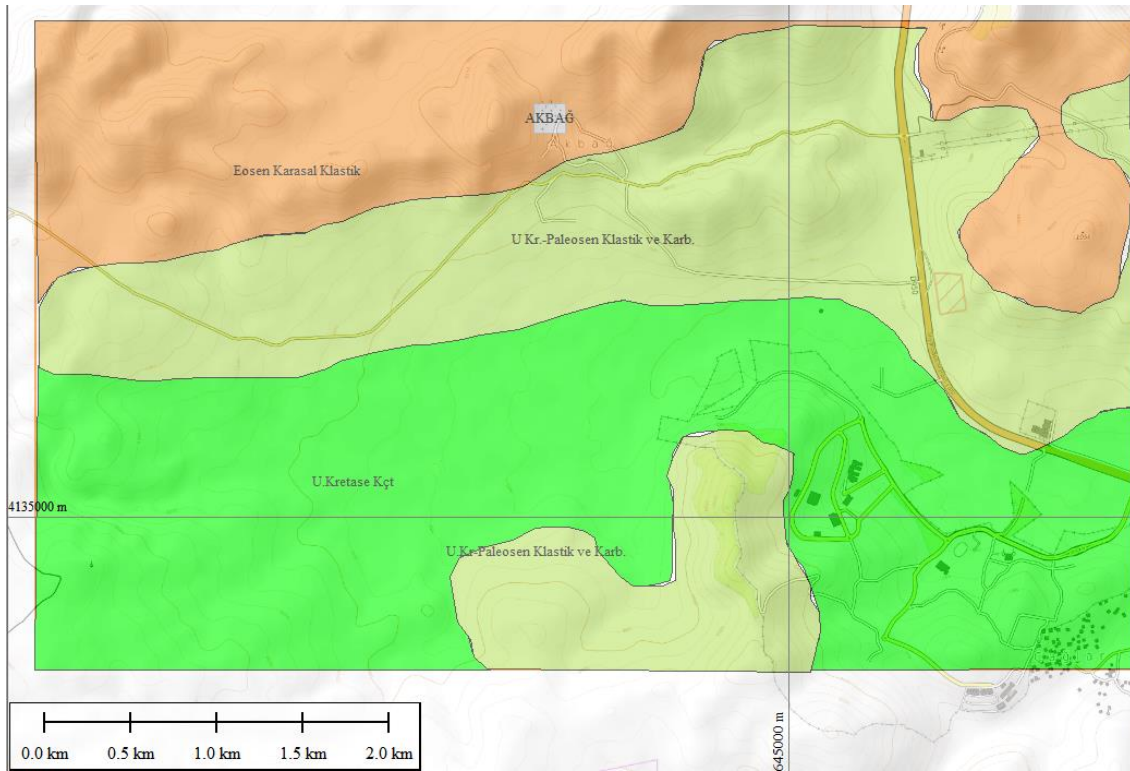 AKBAĞ
Akbağ
Eosen Karasal Klastik
U Kr.-Paleosen Klastik ve Karb.
D950
U.Kretase Kçt
4135000 m
U.Kr-Paleosen Klastik ve Karb.
645000 m
0.0 km 0.5 km 1.0 km 1.5 km 2.0 km